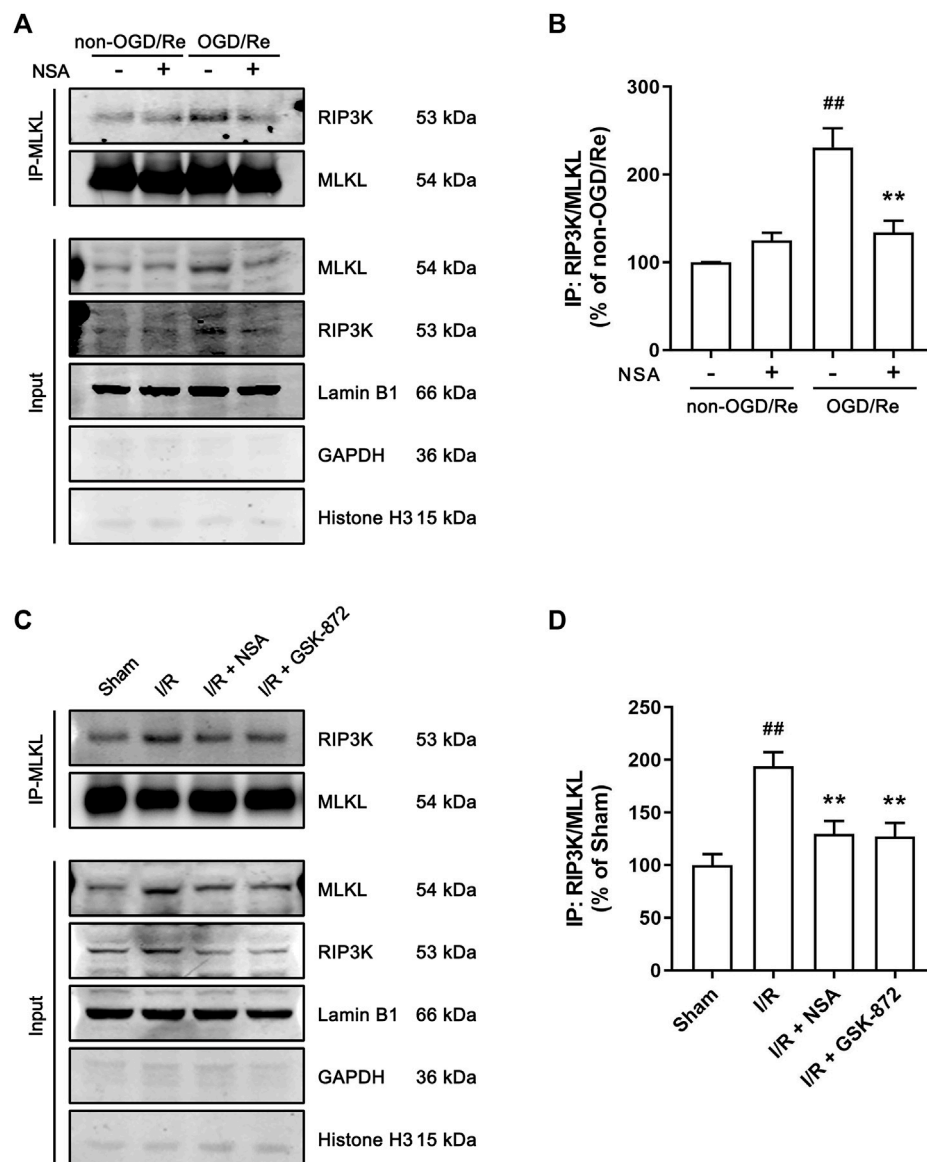 A
non-OGD/Re OGD/Re
NSA - + - +
IP-MLKL
RIP3K 53 kDa
MLKL 54 kDa
Input
MLKL 54 kDa
RIP3K 53 kDa
Lamin B1 66 kDa
GAPDH 36 kDa
Histone H3 15 kDa
B
IP: RIP3K/MLKL
(% of non-OGD/Re)
300
250
200
150
100
50
0
##
**
NSA - + - +
non-OGD/Re OGD/Re
C
Sham I/R I/R + NSA I/R + GSK-872
IP-MLKL
RIP3K 53 kDa
MLKL 54 kDa
Input
MLKL 54 kDa
RIP3K 53 kDa
Lamin B1 66 kDa
GAPDH 36 kDa
Histone H3 15 kDa
D
IP: RIP3K/MLKL
(% of Sham)
250
200
150
100
50
0
##
** **
Sham I/R I/R + NSA I/R + GSK-872